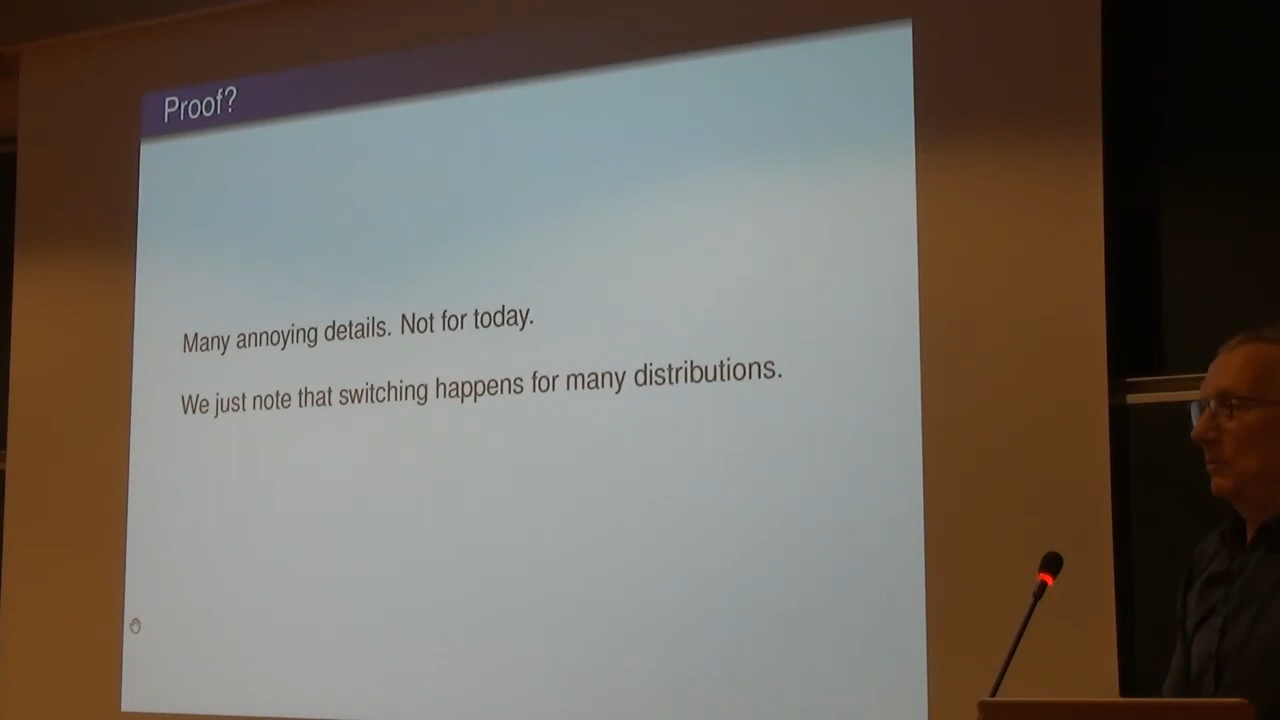 Proof?
Many annoying details. Not for today.
We just note that switching happens for many distributions.